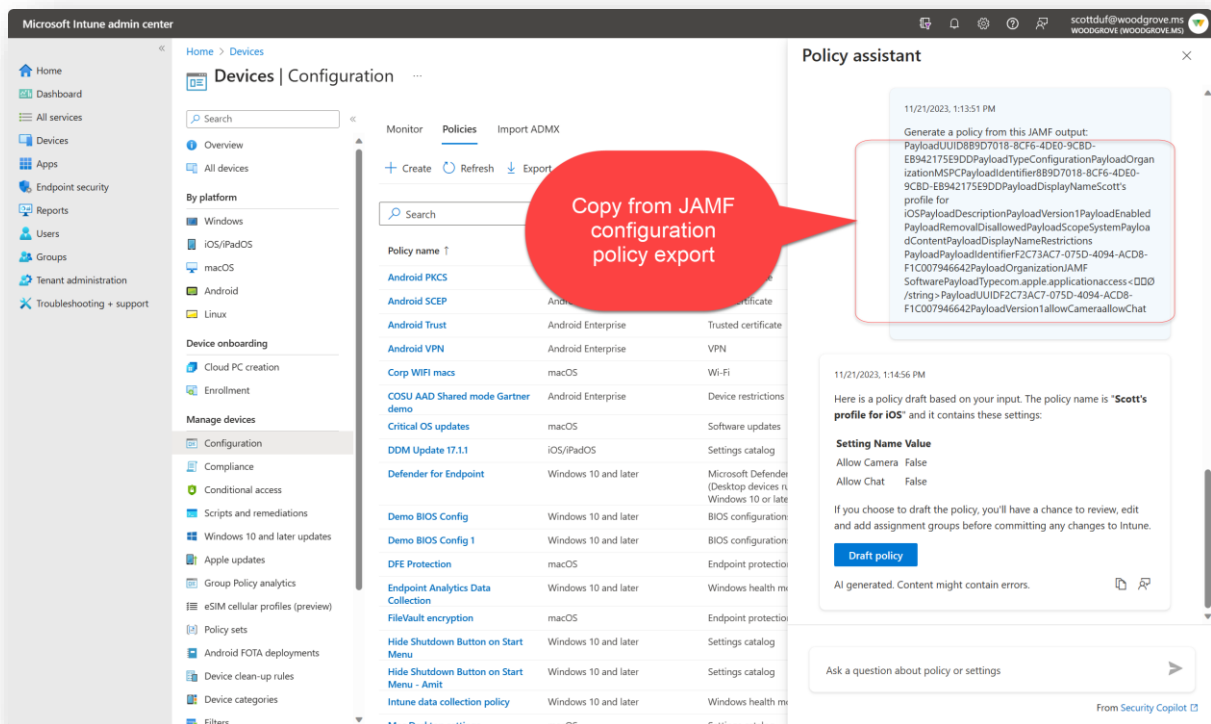 Microsoft Intune admin center
scottduf@woodgrove.ms
WOODGROVE (WOODGROVE.MS)
Home
Dashboard
All services
Devices
Apps
Endpoint security
Reports
Users
Groups
Tenant administration
Troubleshooting + support
Home > Devices
Devices | Configuration
Search
Overview
All devices
By platform
Windows
iOS/iPadOS
macOS
Android
Linux
Device onboarding
Cloud PC creation
Enrollment
Manage devices
Configuration
Compliance
Conditional access
Scripts and remediations
Windows 10 and later updates
Apple updates
Group Policy analytics
eSIM cellular profiles (preview)
Policy sets
Android FOTA deployments
Device clean-up rules
Device categories
Filters
Monitor Policies Import ADMX
Create Refresh Export
Search
Policy name ↑
Android PKCS
Android SCEP
Android Trust Android Enterprise Trusted certificate
Android VPN Android Enterprise VPN
Corp WIFI macs macOS Wi-Fi
COSU AAD Shared mode Gartner Android Enterprise Device restrictions
demo
Critical OS updates macOS Software updates
DDM Update 17.1.1 iOS/iPadOS Settings catalog
Defender for Endpoint Windows 10 and later Microsoft Defender
(Desktop devices
Windows 10 or
Demo BIOS Config Windows 10 and later BIOS
Demo BIOS Config 1 Windows 10 and later BIOS
DFE Protection macOS Endpoint
Endpoint Analytics Data Windows 10 and later Windows health
Collection
FileVault encryption macOS Endpoint
Hide Shutdown Button on Start Windows 10 and later Settings catalog
Menu
Hide Shutdown Button on Start Windows 10 and later Settings catalog
Menu - Amit
Intune data collection policy Windows 10 and later Windows health
Copy from JAMF
configuration
policy export
Policy assistant
11/21/2023, 1:13:51 PM
Generate a policy from this JAMF output:
PayloadUUID8B9D7018-8CF6-4DE0-9CBD-
EB942175E9DDPayloadTypeConfigurationPayloadOrgan
izationMSPCPayloadIdentifier8B9D7018-8CF6-4DE0-
9CBD-EB942175E9DDPayloadDisplayNameScott's
profile for
iOSPayloadDescriptionPayloadVersion1PayloadEnabled
PayloadRemovalDisallowedPayloadScopeSystemPayloa
dContentPayloadDisplayNameRestrictions
PayloadPayloadIdentifierF2C73AC7-075D-4094-ACD8-
F1C007946642PayloadOrganizationJAMF
SoftwarePayloadTypecom.apple.applicationaccess<□□Ø
/string>PayloadUUIDF2C73AC7-075D-4094-ACD8-
F1C007946642PayloadVersion1allowCameraallowChat
11/21/2023, 1:14:56 PM
Here is a policy draft based on your input. The policy name is "Scott's
profile for iOS" and it contains these settings:
Setting Name Value
Allow Camera False
Allow Chat False
If you choose to draft the policy, you'll have a chance to review, edit
and add assignment groups before committing any changes to Intune.
Draft policy
AI generated. Content might contain errors.
Ask a question about policy or settings
From Security Copilot